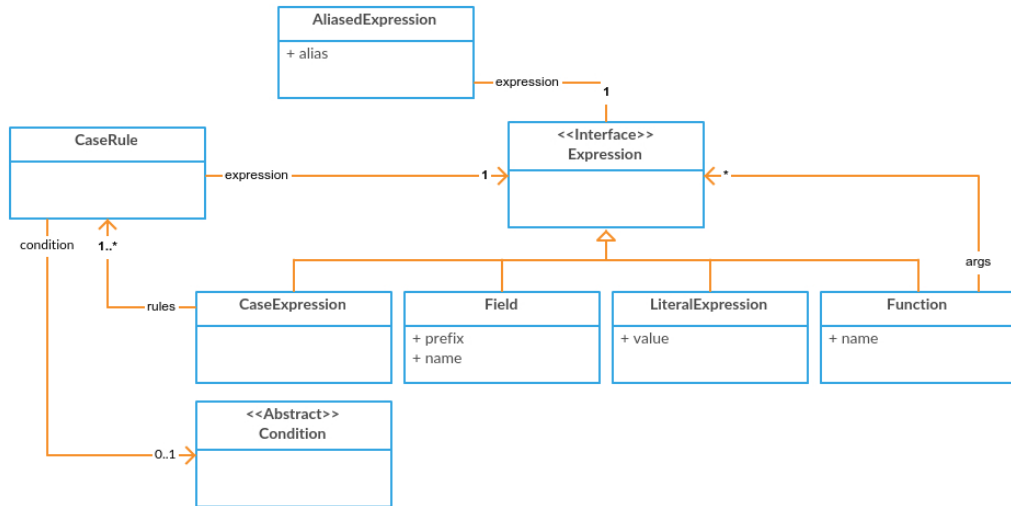 AliasedExpression
+ alias
expression
1
<<Interface>>
Expression
CaseRule
expression
1
*
condition
1..*
args
rules
CaseExpression
Field
+ prefix
+ name
LiteralExpression
+ value
Function
+ name
<<Abstract>>
Condition
0..1